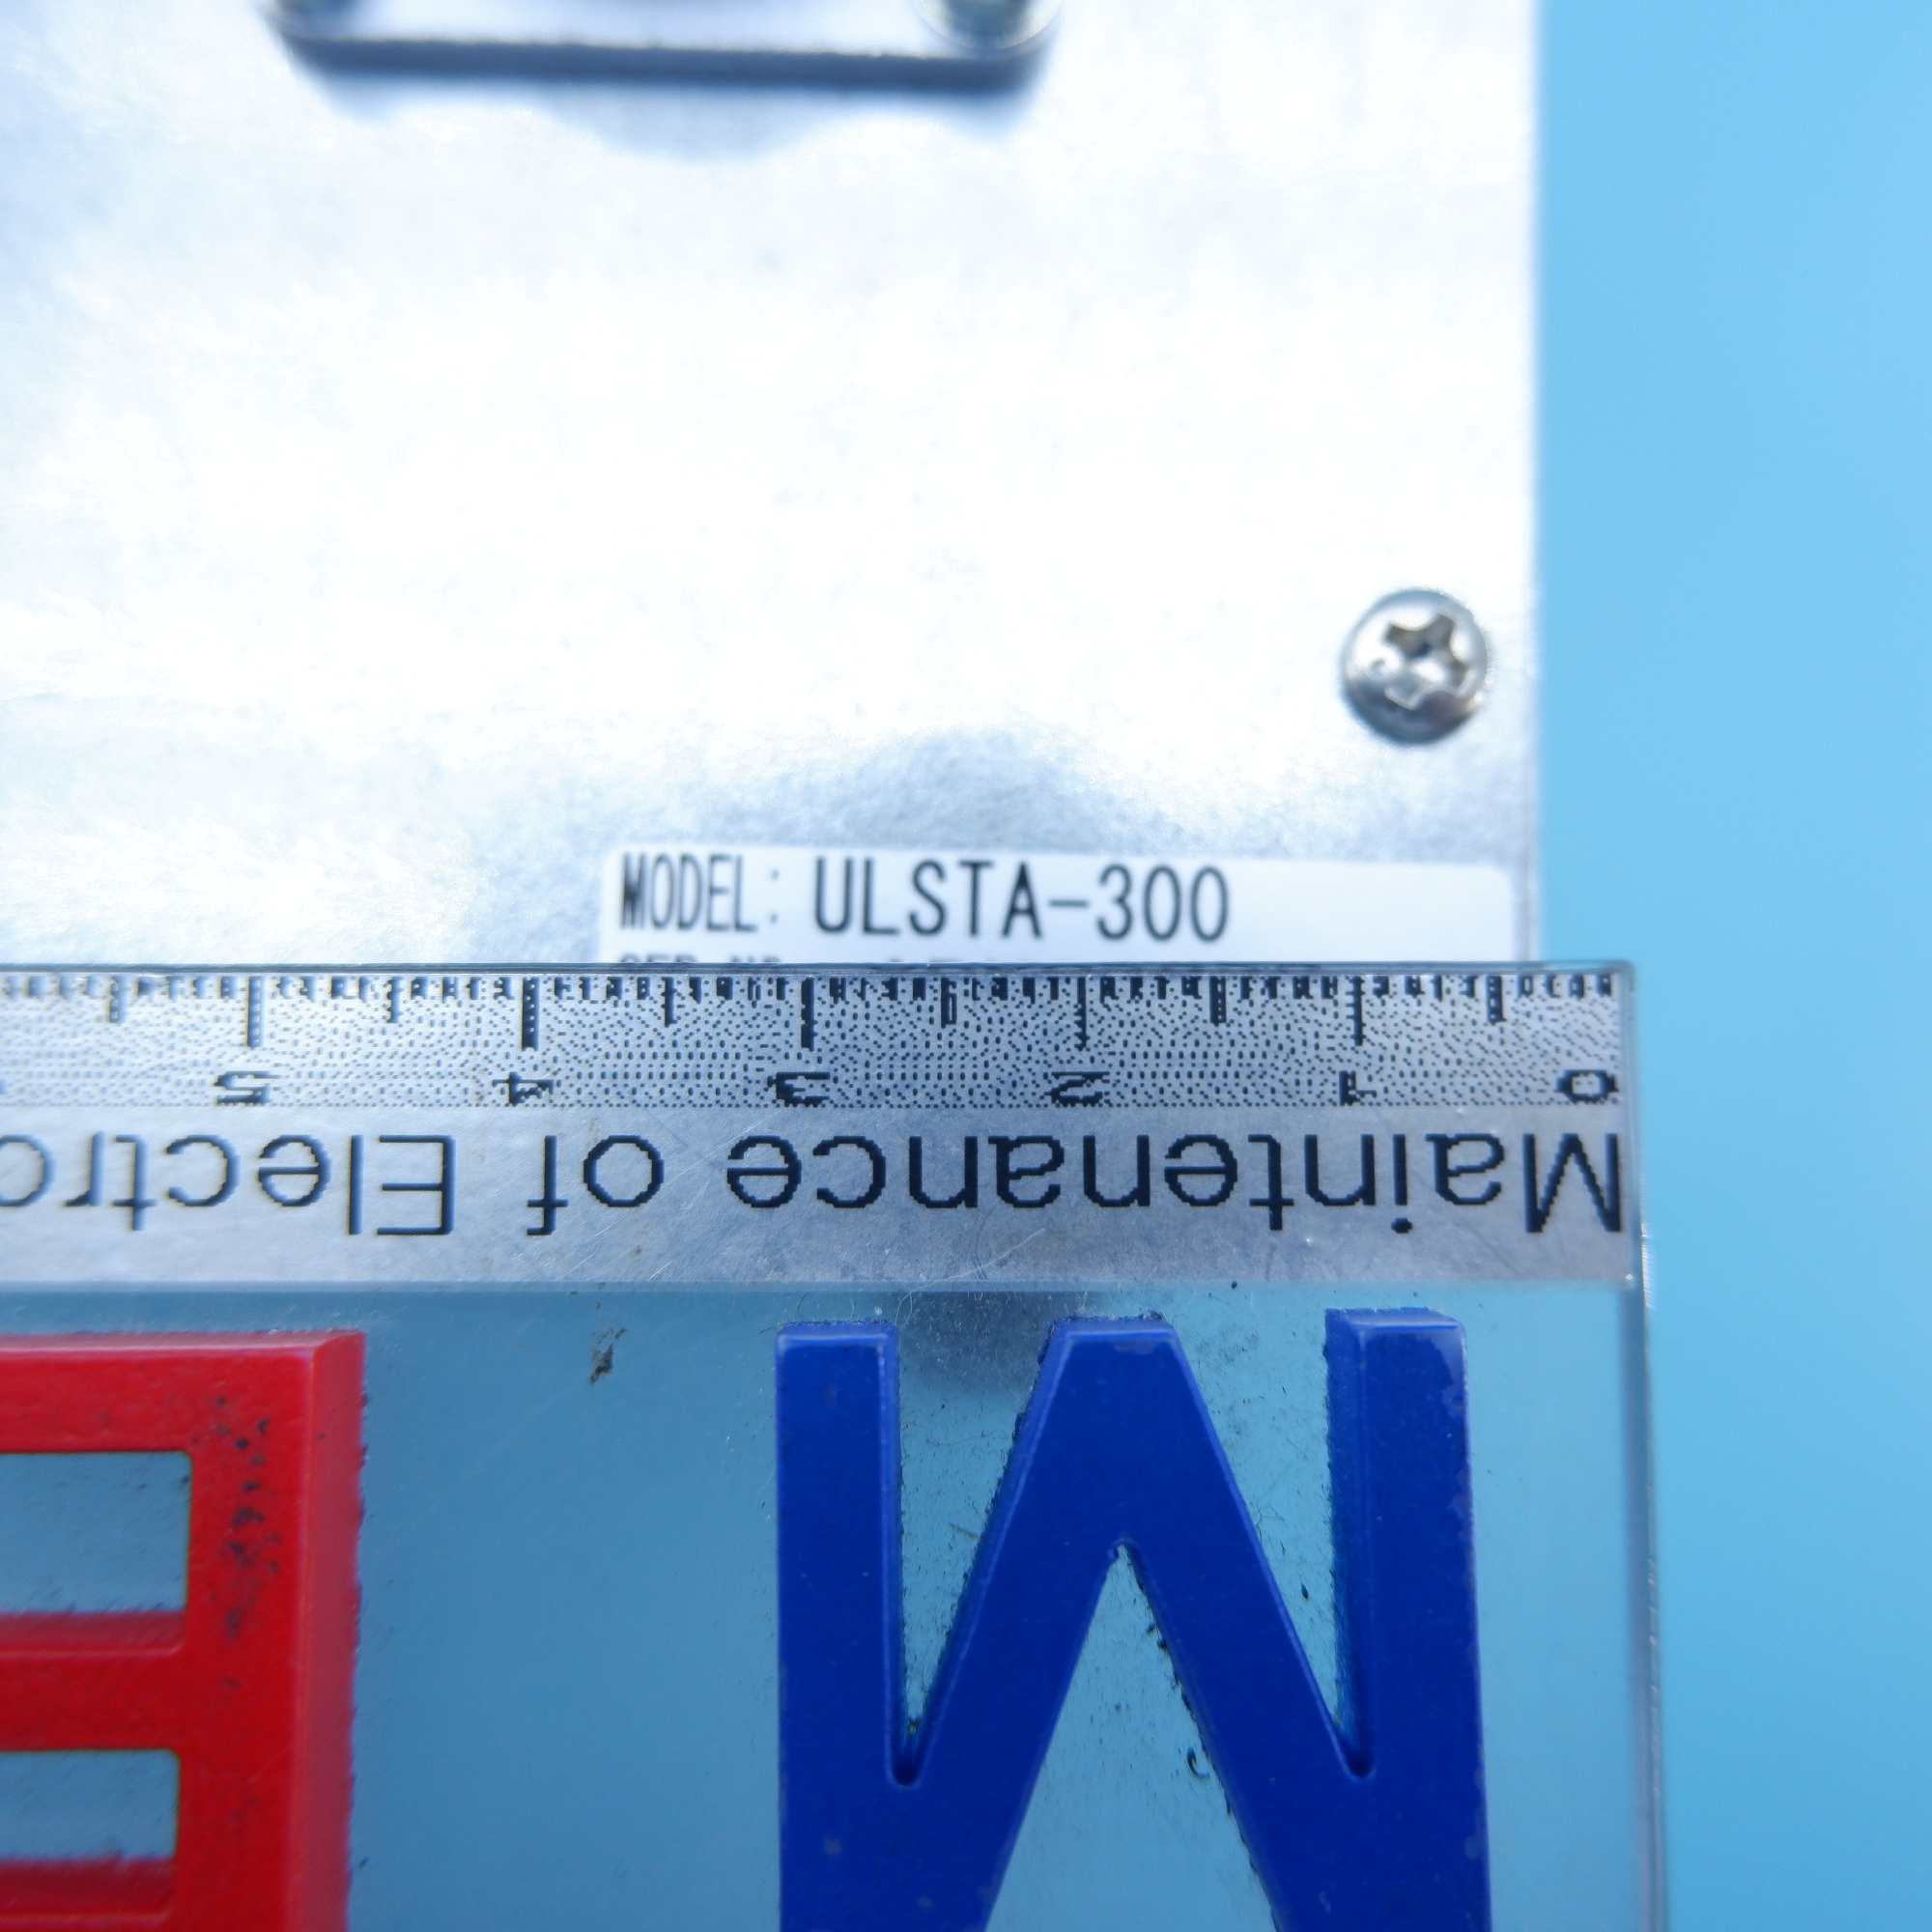 MODEL: ULSTA-300
5 4 3 2 1 0
Maintenance of Electro
M